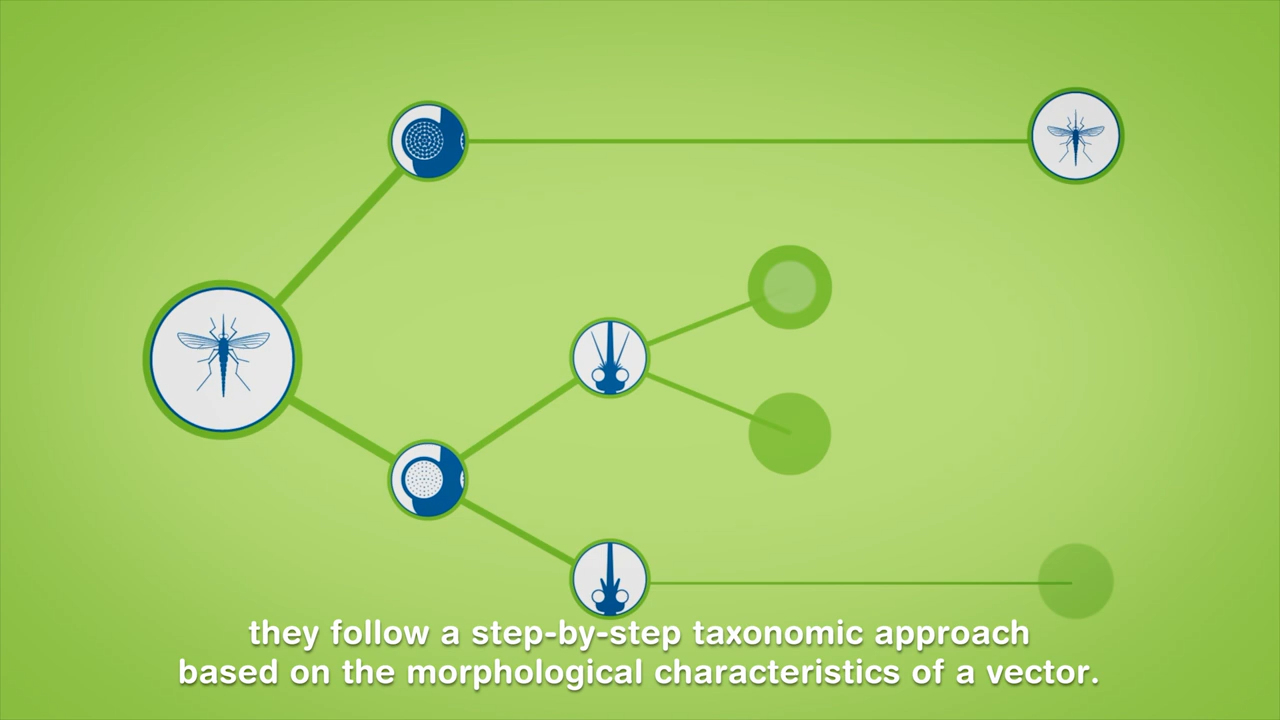 they follow a step-by-step taxonomic approach
based on the morphological characteristics of a vector.